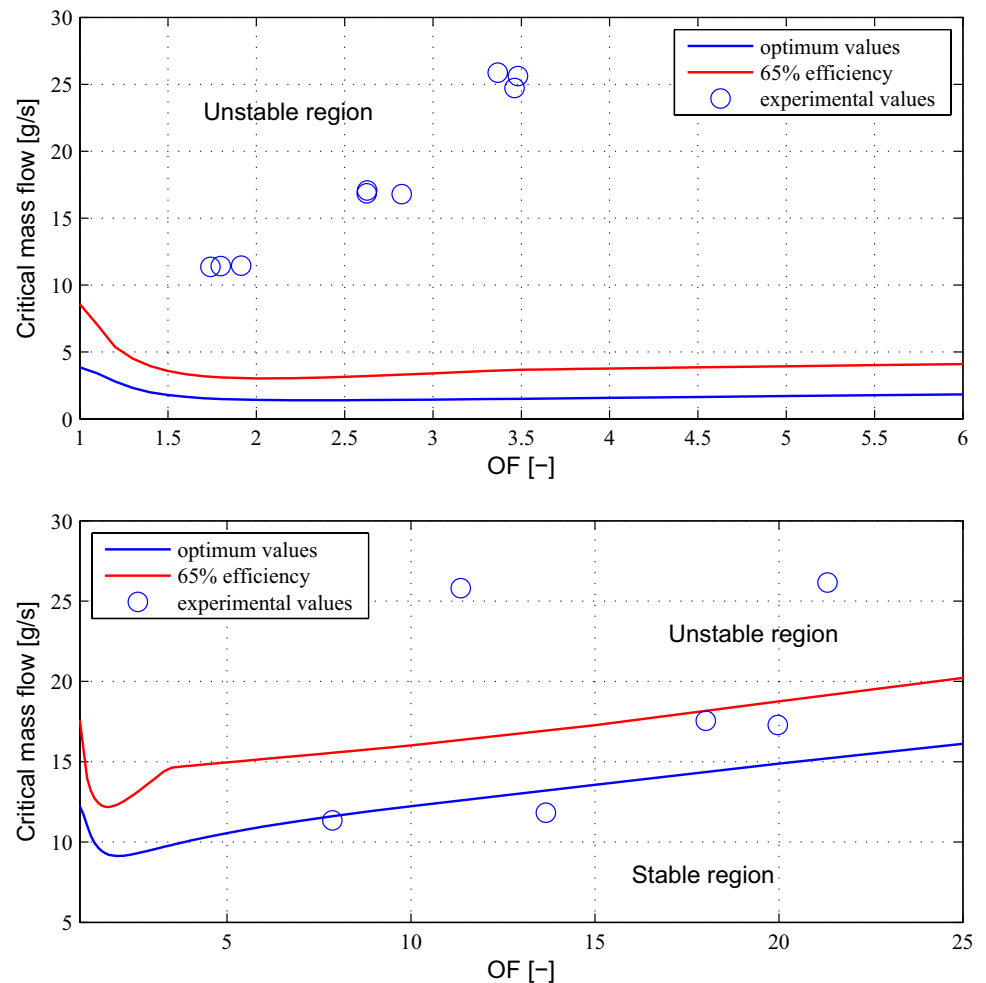 30
25
20
15
10
5
0
Critical mass flow [g/s]
optimum values
65% efficiency
experimental values
Unstable region
1 1.5 2 2.5 3 3.5 4 4.5 5 5.5 6
OF [−]
30
25
20
15
10
5
Critical mass flow [g/s]
optimum values
65% efficiency
experimental values
Unstable region
Stable region
5 10 15 20 25
OF [−]